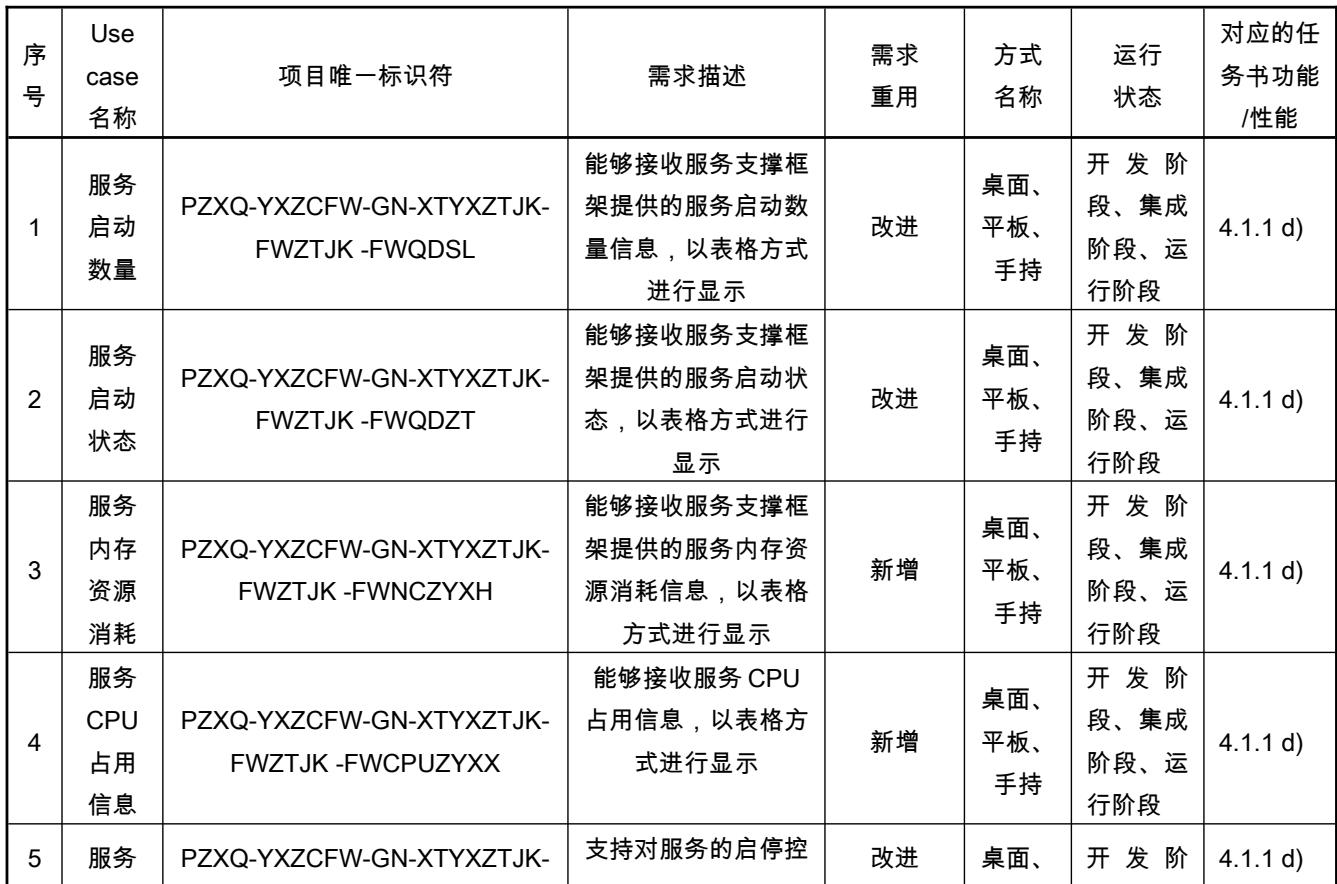 序号
Use case 名称
项目唯一标识符
需求描述
需求重用
方式名称
运行状态
对应的任务书功能/性能
1
服务启动数量
PZXQ-YXZCFW-GN-XTYXZTJK-
FWZTJK -FWQDSL
能够接收服务支撑框
架提供的服务启动数
量信息，以表格方式
进行显示
改进
桌面、
平板、
手持
开发阶
段、集成
阶段、运
行阶段
4.1.1 d)
2
服务
启动
状态
PZXQ-YXZCFW-GN-XTYXZTJK-
FWZTJK -FWQDZT
能够接收服务支撑框
架提供的服务启动状
态，以表格方式进行
显示
改进
桌面、
平板、
手持
开发阶
段、集成
阶段、运
行阶段
4.1.1 d)
3
服务
内存
资源
消耗
PZXQ-YXZCFW-GN-XTYXZTJK-
FWZTJK -FWNCZYXH
能够接收服务支撑框
架提供的服务内存资
源消耗信息，以表格
方式进行显示
新增
桌面、
平板、
手持
开发阶
段、集成
阶段、运
行阶段
4.1.1 d)
4
服务
CPU
占用
信息
PZXQ-YXZCFW-GN-XTYXZTJK-
FWZTJK -FWCPUZYXX
能够接收服务 CPU
占用信息，以表格方
式进行显示
新增
桌面、
平板、
手持
开发阶
段、集成
阶段、运
行阶段
4.1.1 d)
5
服务
PZXQ-YXZCFW-GN-XTYXZTJK-
支持对服务的启停控
改进
桌面、
开发阶
4.1.1 d)